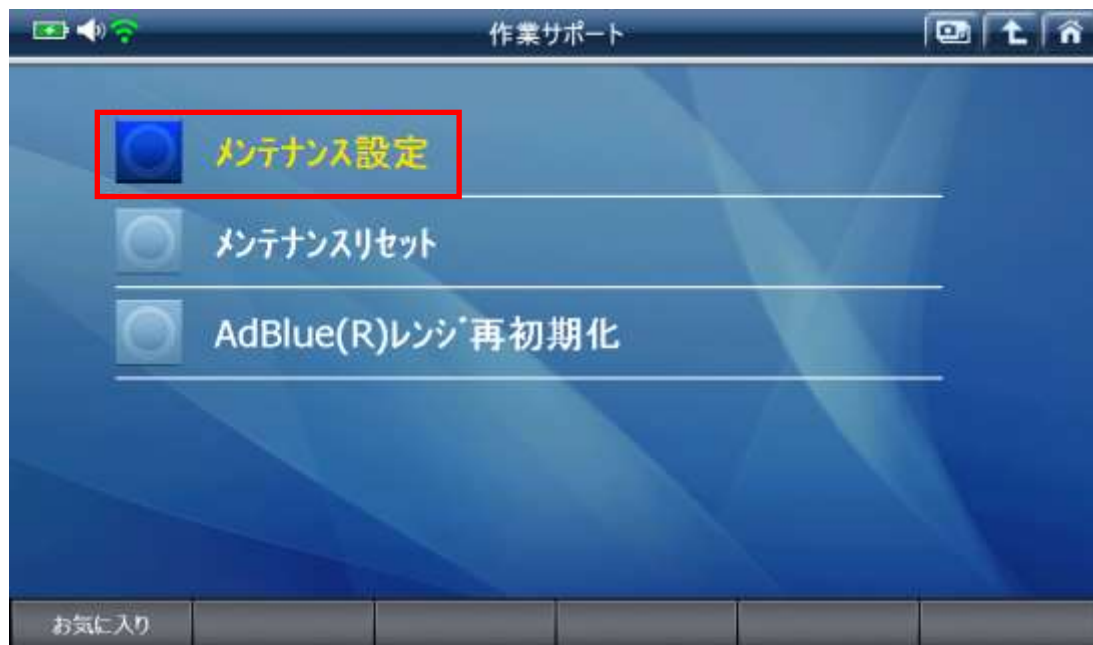 作業サポート
ﾒﾝﾃﾅﾝｽ設定
ﾒﾝﾃﾅﾝｽﾘｾｯﾄ
AdBlue(R)ﾚﾝｼﾞ再初期化
お気に入り